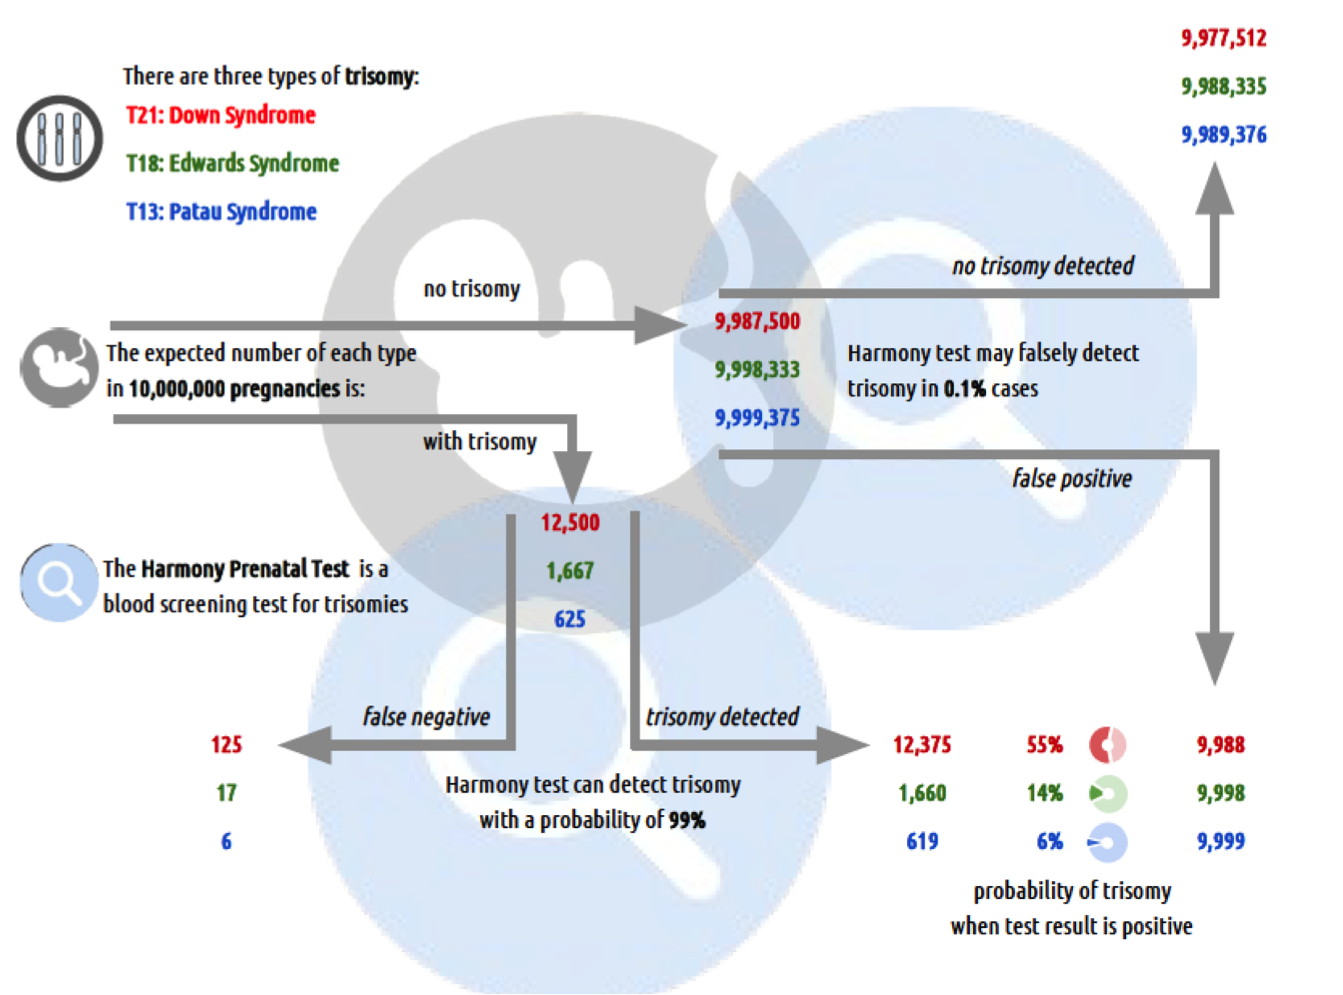 There are three types of trisomy:
T21: Down Syndrome
T18: Edwards Syndrome
T13: Patau Syndrome
9,977,512
9,988,335
9,989,376
no trisomy
no trisomy detected
The expected number of each type
in 10,000,000 pregnancies is:
9,987,500
9,998,333
9,999,375
Harmony test may falsely detect
trisomy in 0.1% cases
with trisomy
false positive
12,500
1,667
625
The Harmony Prenatal Test is a
blood screening test for trisomies
false negative
trisomy detected
125
17
6
Harmony test can detect trisomy
with a probability of 99%
12,375 55% 9,988
1,660 14% 9,998
619 6% 9,999
probability of trisomy
when test result is positive